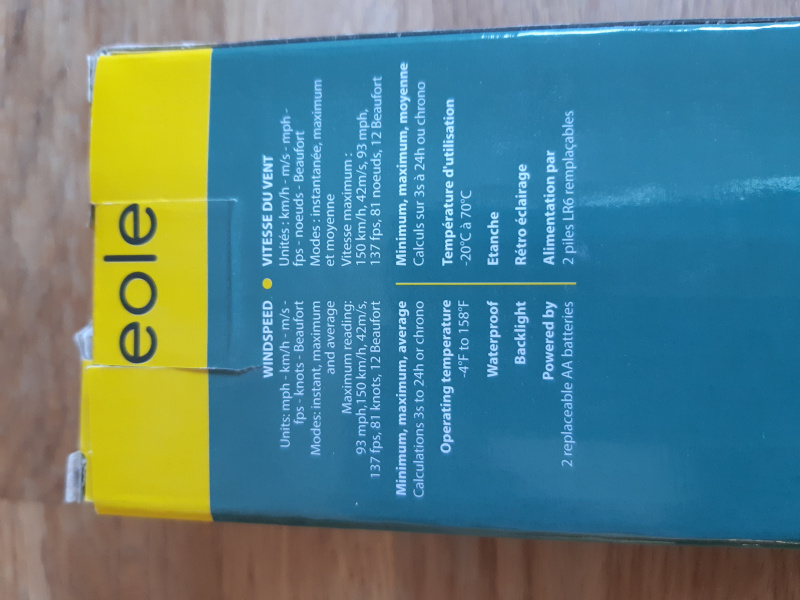 eole
WINDSPEED
Units: mph - km/h - m/s -
fps - knots - Beaufort
Modes: instant, maximum
and average
Maximum reading:
93 mph,150 km/h, 42m/s,
137 fps, 81 knots, 12 Beaufort
Minimum, maximum, average
Calculations 3s to 24h or chrono
Operating temperature
-4°F to 158°F
Waterproof
Backlight
Powered by
2 replaceable AA batteries
VITESSE DU VENT
Unités : km/h - m/s - mph -
fps - noeuds - Beaufort
Modes : instantanée, maximum
et moyenne
Vitesse maximum :
150 km/h, 42m/s, 93 mph,
137 fps, 81 noeuds, 12 Beaufort
Minimum, maximum, moyenne
Calculs sur 3s à 24h ou chrono
Température d'utilisation
-20°C à 70°C
Etanche
Rétro éclairage
Alimentation par
2 piles LR6 remplaçables